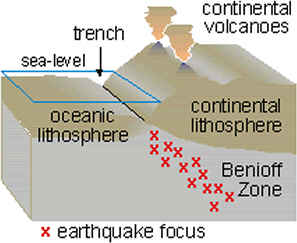 continental
volcanoes
trench
sea-level
oceanic
lithosphere
continental
lithosphere
Benioff
Zone
x earthquake focus